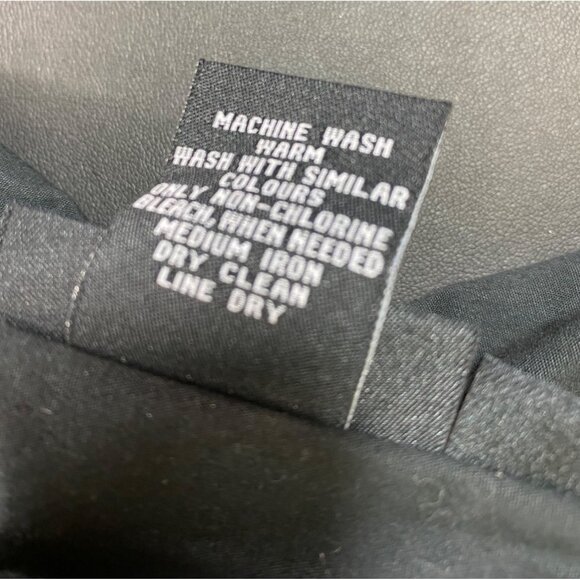 MACHINE WASH
WARM
WASH WITH SIMILAR
COLOURS
ONLY NON-CHLORINE
BLEACH, WHEN NEEDED
MEDIUM IRON
DRY CLEAN
LINE DRY